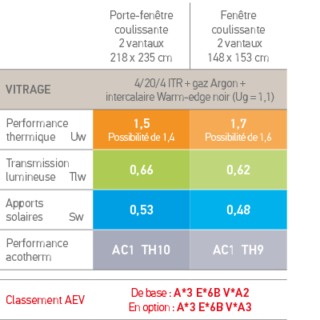 Porte-fenêtre
coulissante
2 vantaux
218 x 235 cm
Fenêtre
coulissante
2 vantaux
148 x 153 cm
VITRAGE
4/20/4 ITR + gaz Argon +
intercalaire Warm-edge noir (Ug = 1,1)
Performance
thermique Uw
1,5
Possibilité de 1,4
1,7
Possibilité de 1,6
Transmission
lumineuse Tlw
0,66
0,62
Apports
solaires Sw
0,53
0,48
Performance
acotherm
AC1 TH10
AC1 TH9
Classement AEV
De base : A*3 E*6B V*A2
En option : A*3 E*6B V*A3